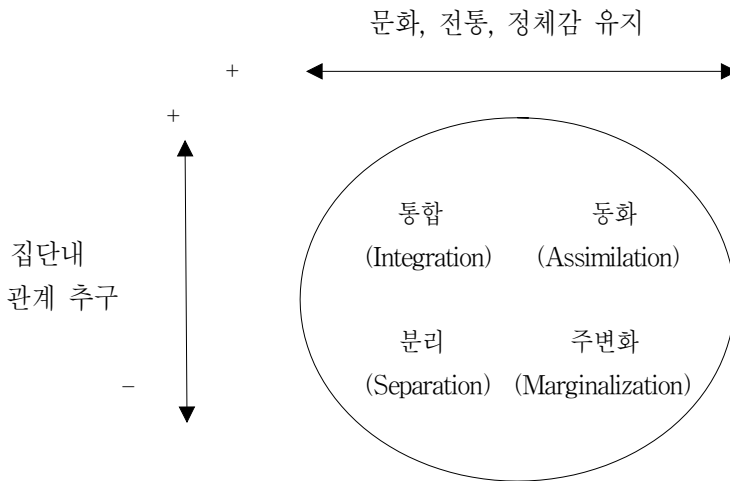 문화, 전통, 정체감 유지
+
+
통합 동화
(Integration) (Assimilation)
집단내
관계 추구
분리 주변화
(Separation) (Marginalization)
−